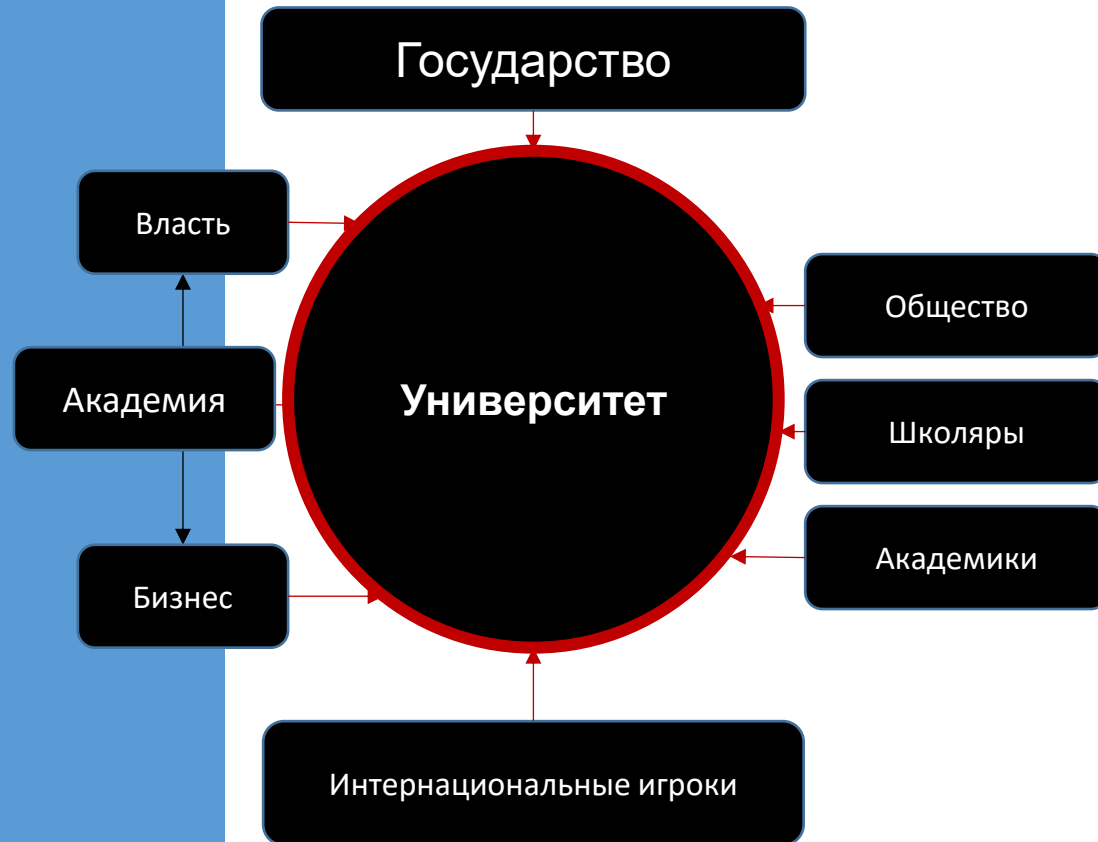 Государство
Власть
Общество
Академия
Университет
Школяры
Академики
Бизнес
Интернациональные игроки